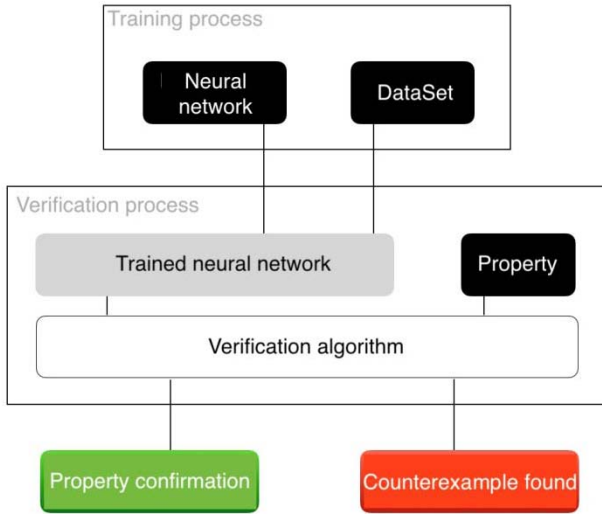 Training process
Neural
network
DataSet
Verification process
Trained neural network
Property
Verification algorithm
Property confirmation
Counterexample found